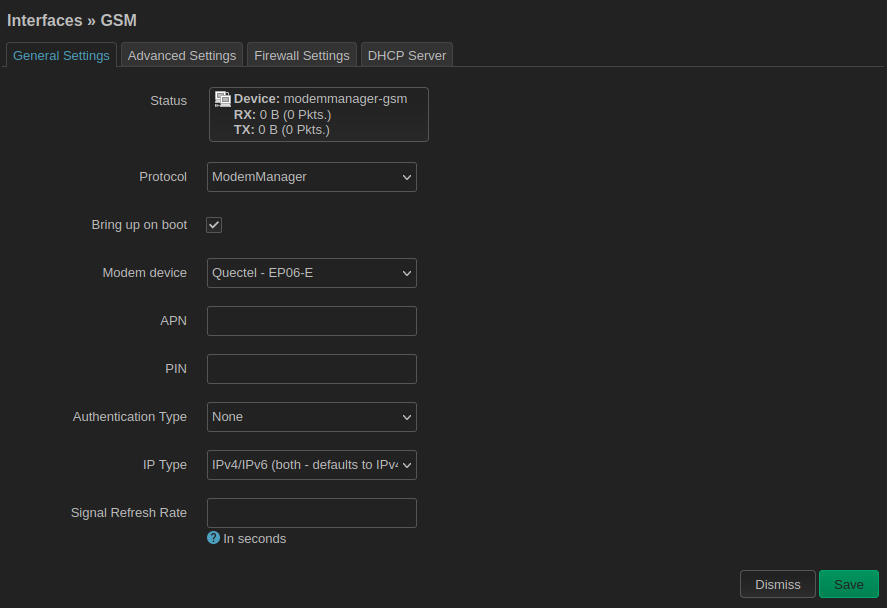 Interfaces » GSM
General Settings Advanced Settings Firewall Settings DHCP Server
Status
Device: modemmanager-gsm
RX: 0 B (0 Pkts.)
TX: 0 B (0 Pkts.)
Protocol ModemManager
Bring up on boot
Modem device Quectel - EP06-E
APN
PIN
Authentication Type None
IP Type IPv4/IPv6 (both - defaults to IPv4
Signal Refresh Rate
In seconds
Dismiss Save